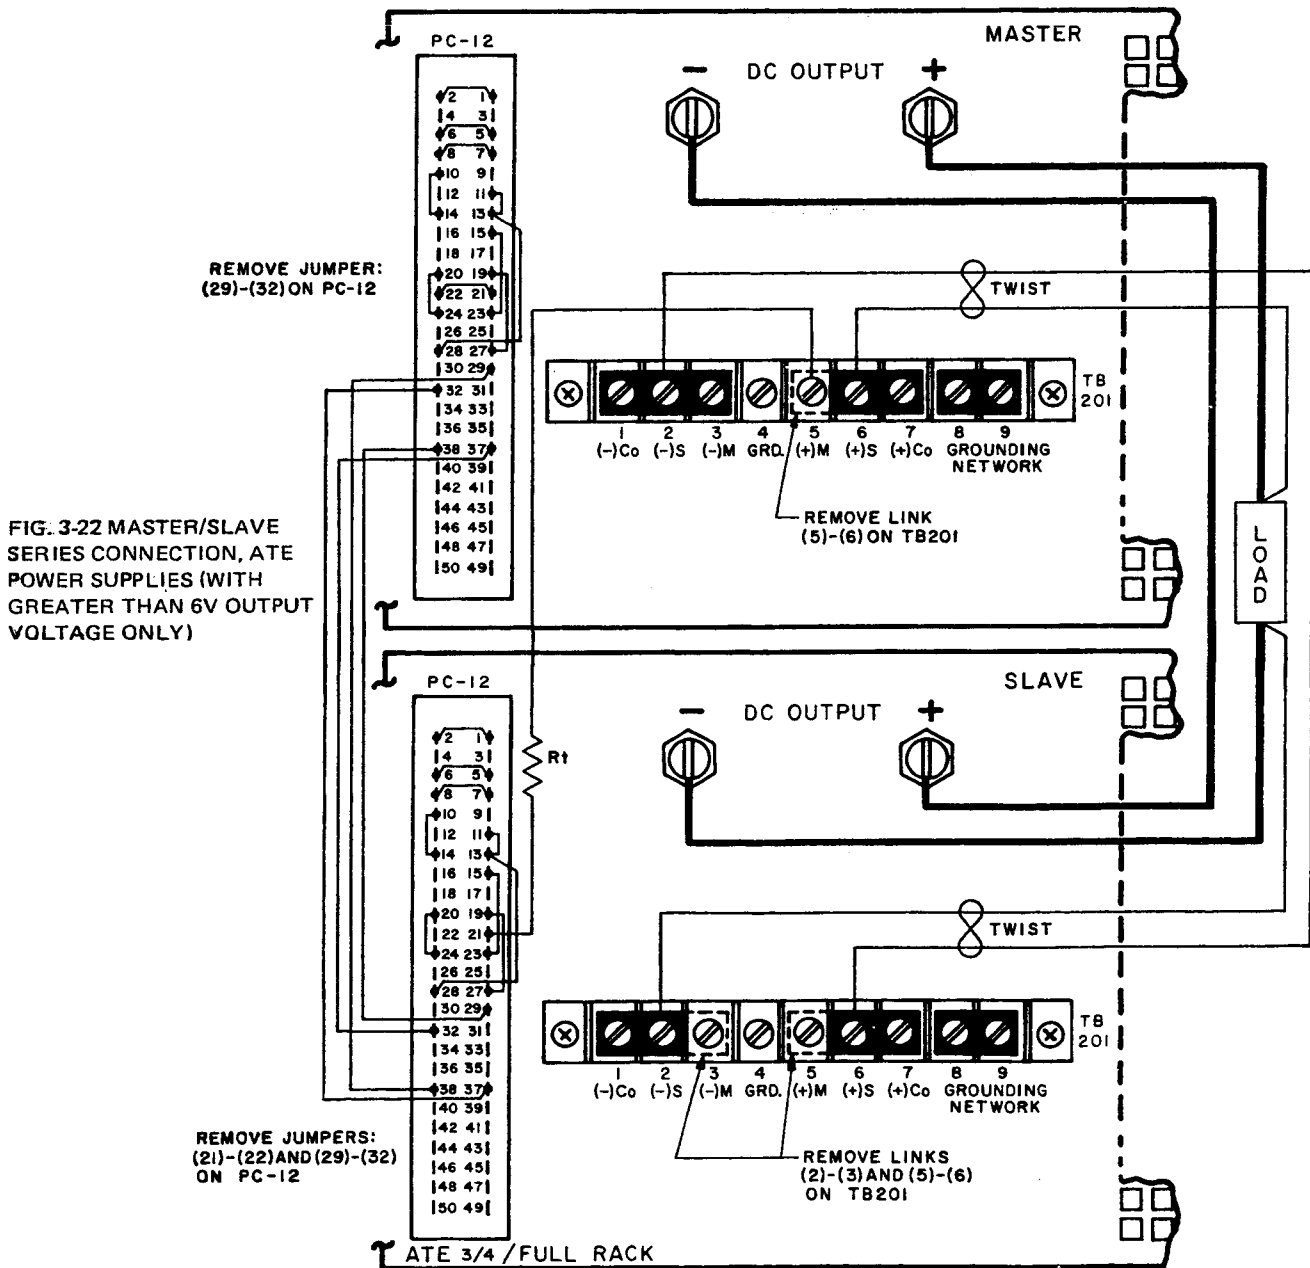 PC-12
MASTER
- DC OUTPUT +
2 1
4 3
6 5
8 7
10 9
12 11
14 13
16 15
18 17
20 19
22 21
24 23
26 25
28 27
30 29
32 31
34 33
36 35
38 37
40 39
42 41
44 43
46 45
48 47
50 49
REMOVE JUMPER:
(29)-(32) ON PC-12
TWIST
TB
201
1 2 3 4 5 6 7 8 9
(-)Co (-)S (-)M GRD. (+)M (+)S (+)Co GROUNDING
NETWORK
REMOVE LINK
(5)-(6) ON TB201
LOAD
FIG. 3-22 MASTER/SLAVE
SERIES CONNECTION, ATE
POWER SUPPLIES (WITH
GREATER THAN 6V OUTPUT
VOLTAGE ONLY)
PC-12
SLAVE
- DC OUTPUT +
Rt
2 1
4 3
6 5
8 7
10 9
12 11
14 13
16 15
18 17
20 19
22 21
24 23
26 25
28 27
30 29
32 31
34 33
36 35
38 37
40 39
42 41
44 43
46 45
48 47
50 49
TWIST
TB
201
1 2 3 4 5 6 7 8 9
(-)Co (-)S (-)M GRD. (+)M (+)S (+)Co GROUNDING
NETWORK
REMOVE JUMPERS:
(21)-(22) AND (29)-(32)
ON PC-12
REMOVE LINKS
(2)-(3) AND (5)-(6)
ON TB201
ATE 3/4 / FULL RACK